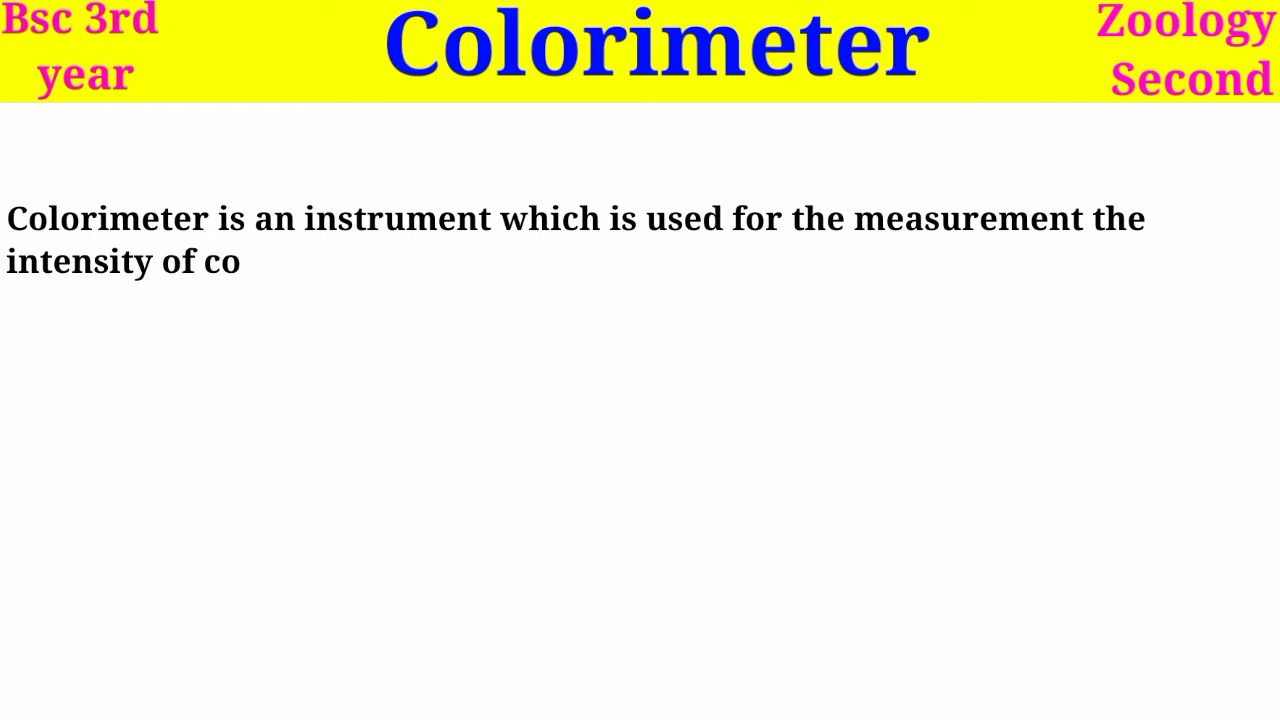 Bsc 3rd
year
Colorimeter
Zoology
Second
Colorimeter is an instrument which is used for the measurement the
intensity of co